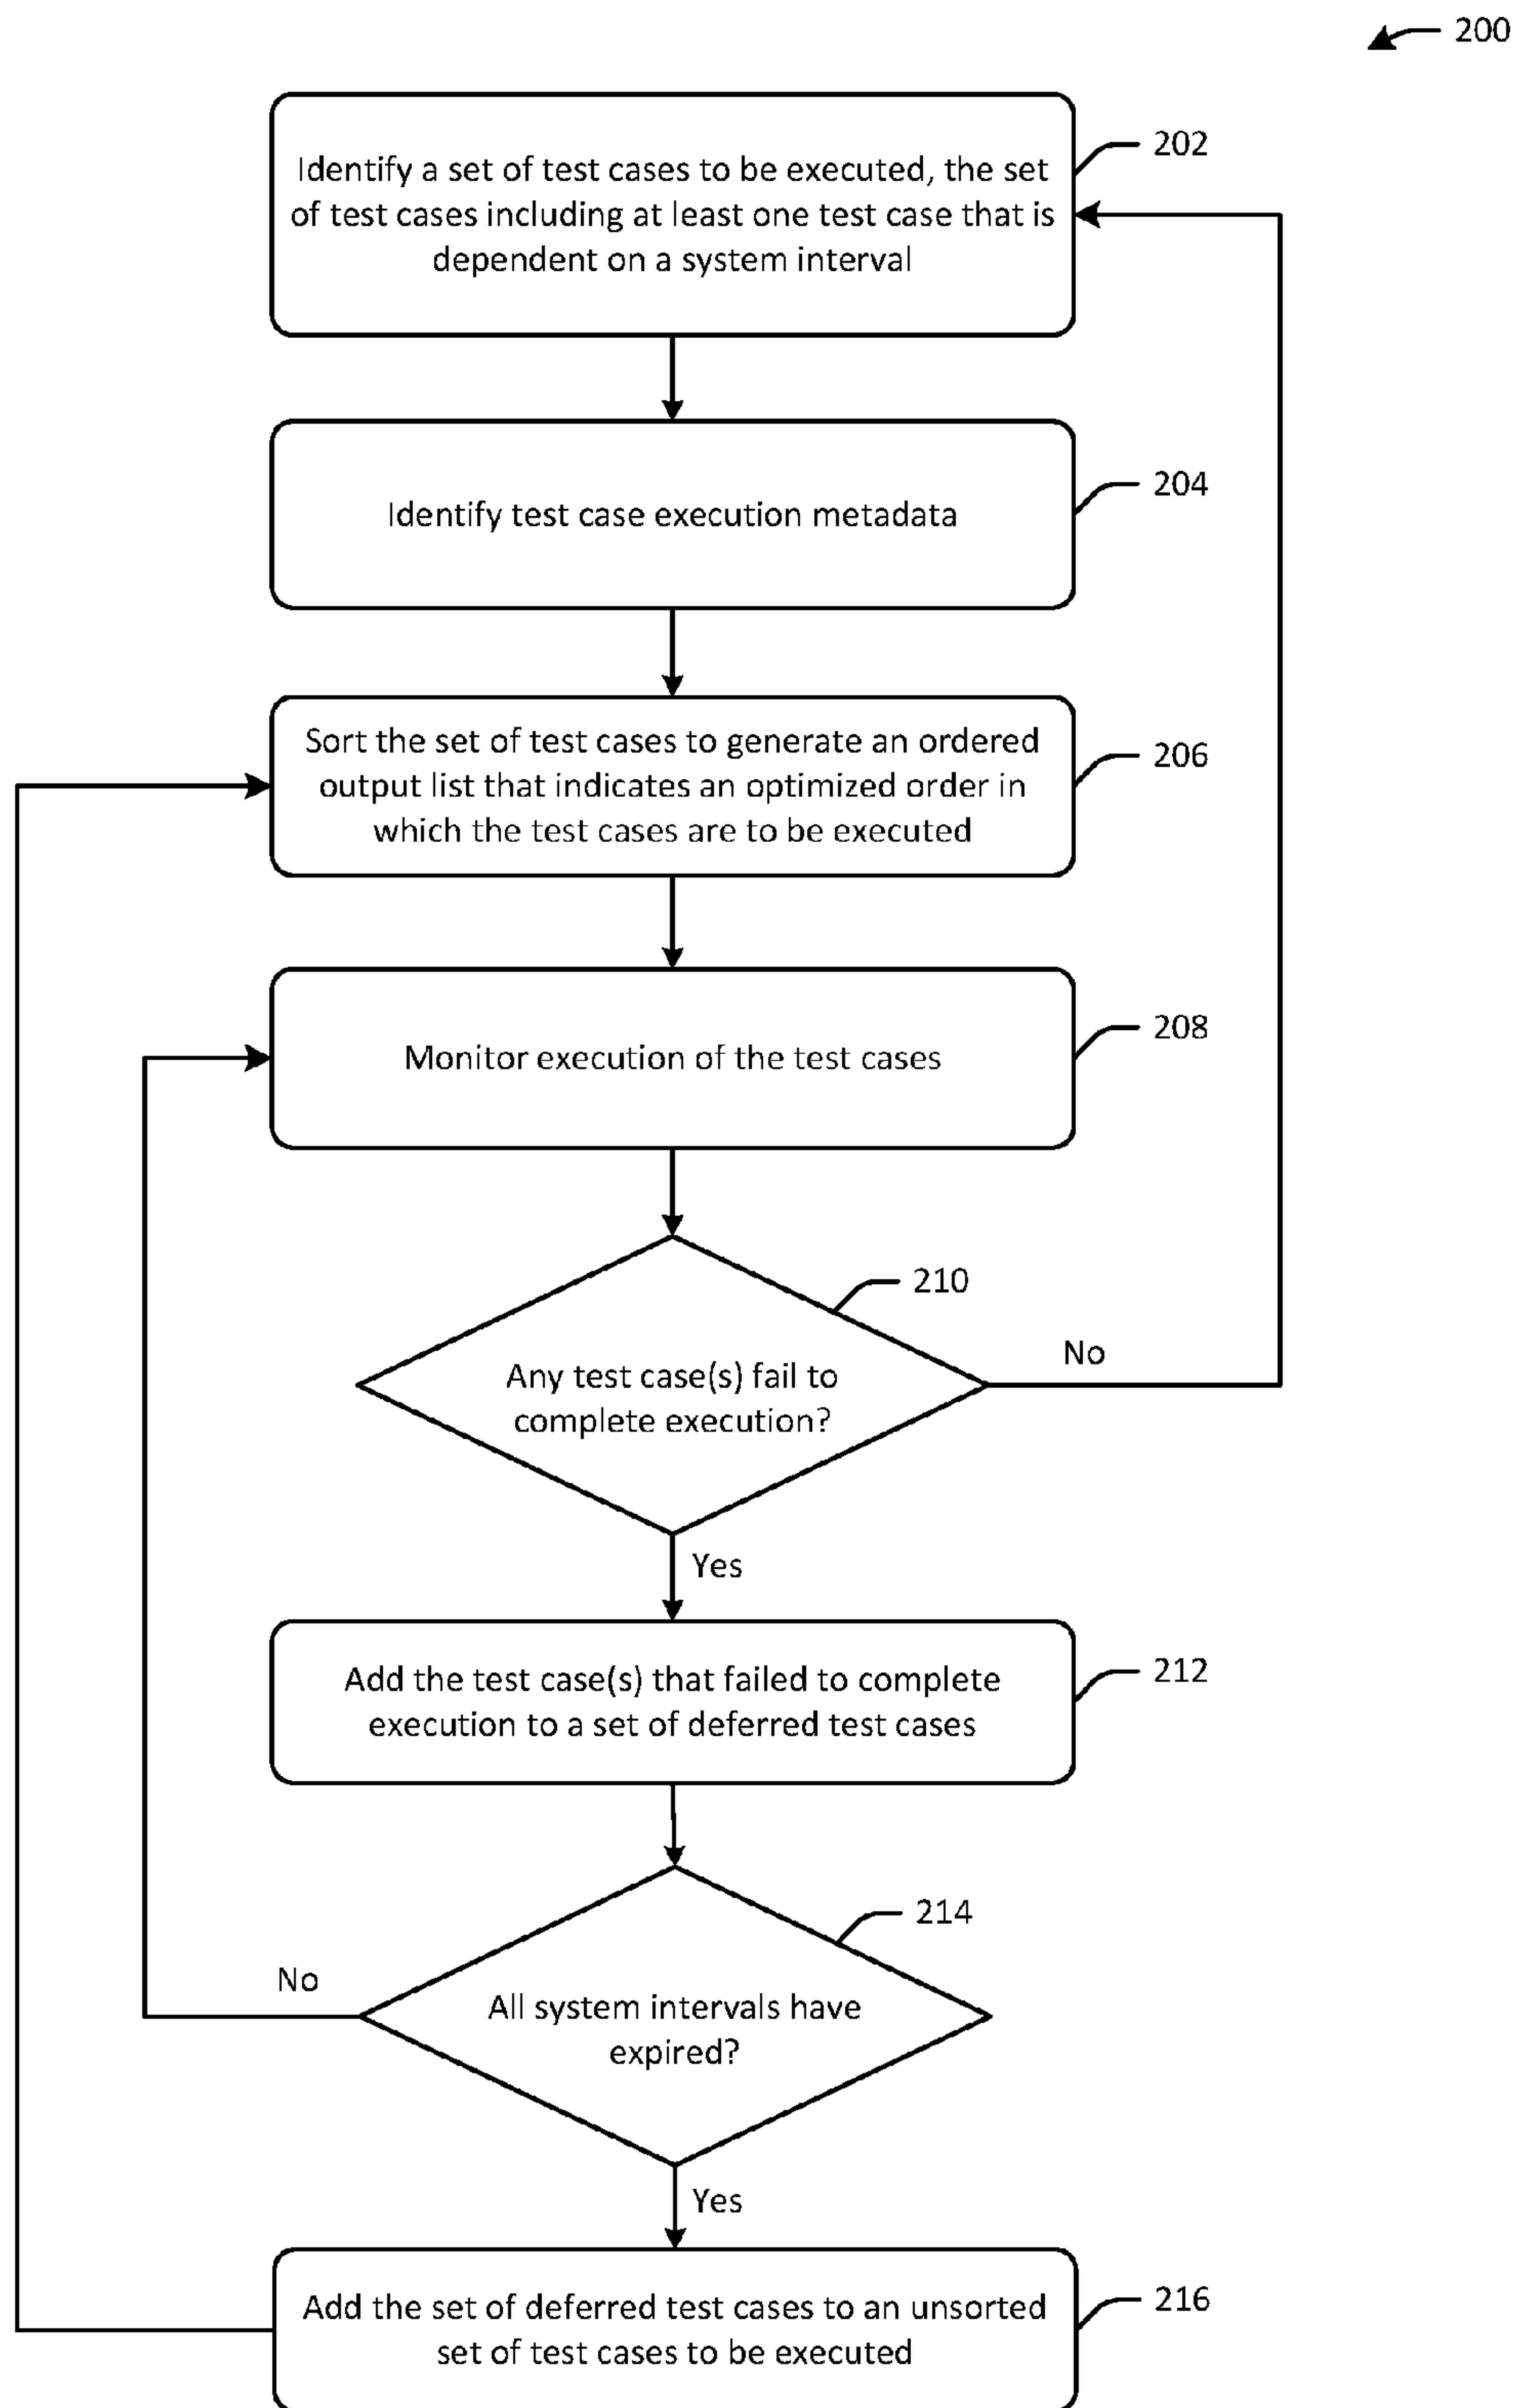 200
Identify a set of test cases to be executed, the set
of test cases including at least one test case that is
dependent on a system interval
202
Identify test case execution metadata
204
Sort the set of test cases to generate an ordered
output list that indicates an optimized order in
which the test cases are to be executed
206
Monitor execution of the test cases
208
210
Any test case(s) fail to
complete execution?
No
Yes
Add the test case(s) that failed to complete
execution to a set of deferred test cases
212
214
All system intervals have
expired?
No
Yes
Add the set of deferred test cases to an unsorted
set of test cases to be executed
216